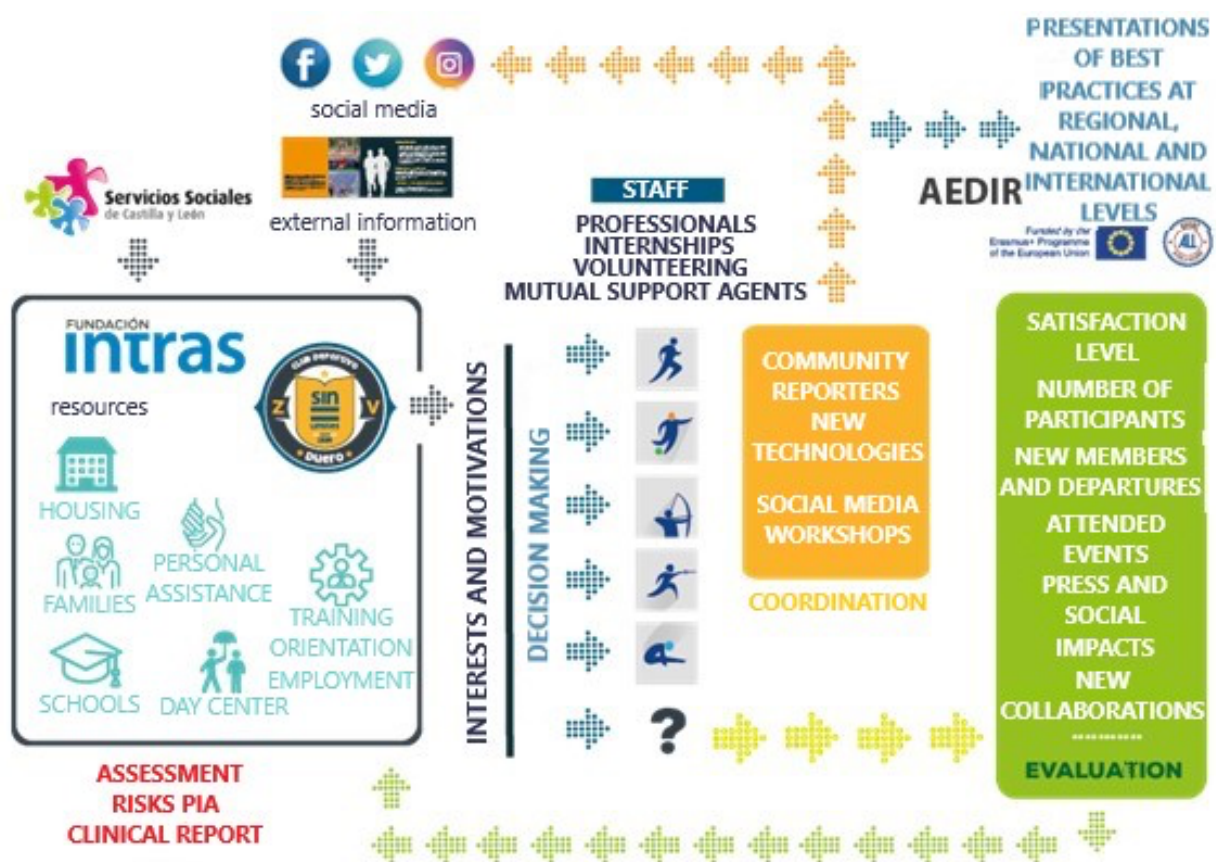 social media
external information
Servicios Sociales
de Castilla y León
PRESENTATIONS
OF BEST
PRACTICES AT
REGIONAL,
NATIONAL AND
INTERNATIONAL
LEVELS
AEDIR
Funded by the
Erasmus+ Programme
of the European Union
ALL
STAFF
PROFESSIONALS
INTERNSHIPS
VOLUNTEERING
MUTUAL SUPPORT AGENTS
FUNDACIÓN
intras
resources
CLUB DEPORTIVO
Z
sin
V
DUERO
HOUSING
FAMILIES
PERSONAL
ASSISTANCE
TRAINING
ORIENTATION
EMPLOYMENT
SCHOOLS
DAY CENTER
INTERESTS AND MOTIVATIONS
DECISION MAKING
?
COMMUNITY
REPORTERS
NEW
TECHNOLOGIES
SOCIAL MEDIA
WORKSHOPS
COORDINATION
SATISFACTION
LEVEL
NUMBER OF
PARTICIPANTS
NEW MEMBERS
AND DEPARTURES
ATTENDED
EVENTS
PRESS AND
SOCIAL
IMPACTS
NEW
COLLABORATIONS
EVALUATION
ASSESSMENT
RISKS PIA
CLINICAL REPORT